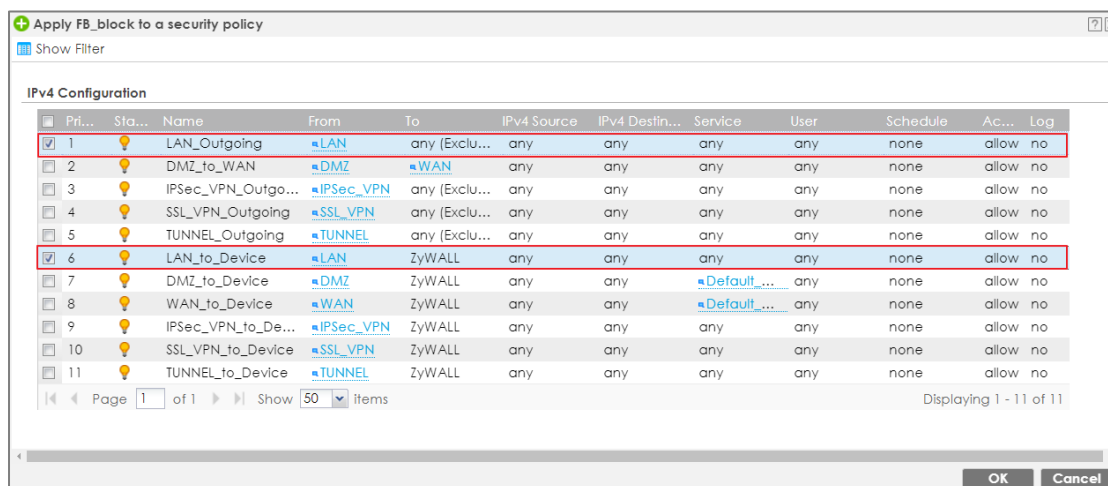 Apply FB_block to a security policy
Show Filter
IPv4 Configuration
Pri... Sta... Name From To IPv4 Source IPv4 Destin... Service User Schedule Ac... Log
1 LAN_Outgoing LAN any (Exclu... any any any any none allow no
2 DMZ_to_WAN DMZ WAN any any any any none allow no
3 IPSec_VPN_Outgo... IPSec_VPN any (Exclu... any any any any none allow no
4 SSL_VPN_Outgoing SSL_VPN any (Exclu... any any any any none allow no
5 TUNNEL_Outgoing TUNNEL any (Exclu... any any any any none allow no
6 LAN_to_Device LAN ZyWALL any any any any none allow no
7 DMZ_to_Device DMZ ZyWALL any any Default_... any none allow no
8 WAN_to_Device WAN ZyWALL any any Default_... any none allow no
9 IPSec_VPN_to_De... IPSec_VPN ZyWALL any any any any none allow no
10 SSL_VPN_to_Device SSL_VPN ZyWALL any any any any none allow no
11 TUNNEL_to_Device TUNNEL ZyWALL any any any any none allow no
Page 1 of 1 Show 50 items Displaying 1 - 11 of 11
OK Cancel